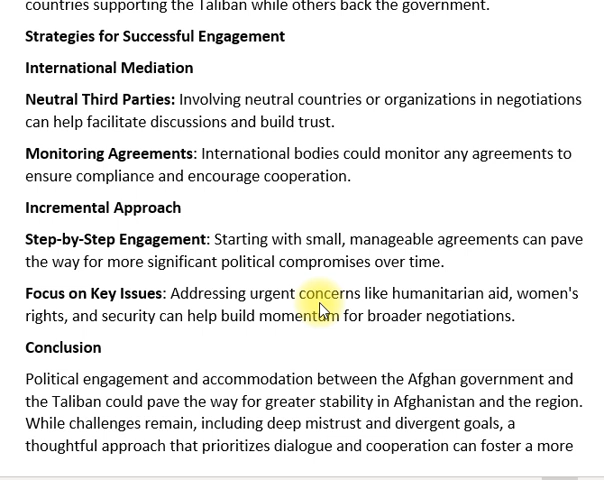 countries supporting the Taliban while others back the government.
Strategies for Successful Engagement
International Mediation
Neutral Third Parties: Involving neutral countries or organizations in negotiations
can help facilitate discussions and build trust.
Monitoring Agreements: International bodies could monitor any agreements to
ensure compliance and encourage cooperation.
Incremental Approach
Step-by-Step Engagement: Starting with small, manageable agreements can pave
the way for more significant political compromises over time.
Focus on Key Issues: Addressing urgent concerns like humanitarian aid, women's
rights, and security can help build momentum for broader negotiations.
Conclusion
Political engagement and accommodation between the Afghan government and
the Taliban could pave the way for greater stability in Afghanistan and the region.
While challenges remain, including deep mistrust and divergent goals, a
thoughtful approach that prioritizes dialogue and cooperation can foster a more